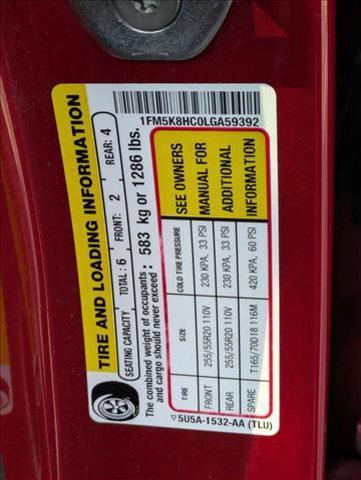 1FM5K8HC0LGA59392
TIRE AND LOADING INFORMATION
SEATING CAPACITY TOTAL: 6 FRONT: 2 REAR: 4
The combined weight of occupants
and cargo should never exceed: 583 kg or 1286 lbs.
TIRE SIZE COLD TIRE PRESSURE
FRONT 255/55R20 110V 230 KPA, 33 PSI
REAR 255/55R20 110V 230 KPA, 33 PSI
SPARE T165/70D18 116M 420 KPA, 60 PSI
SEE OWNERS
MANUAL FOR
ADDITIONAL
INFORMATION
5U5A-1532-AA (TLU)